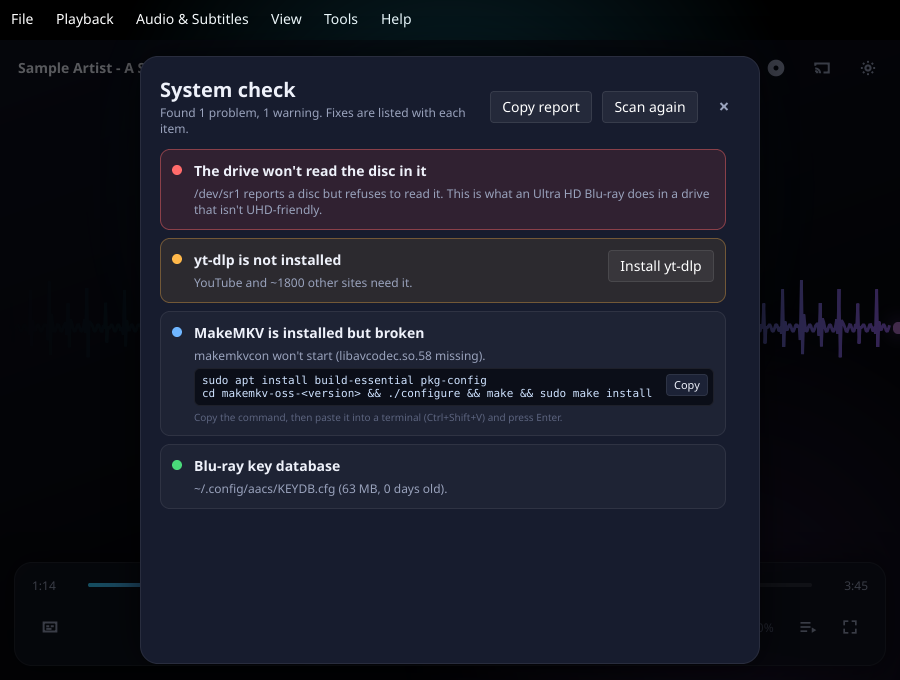 File Playback Audio & Subtitles View Tools Help
Sample Artist - A S
System check
Found 1 problem, 1 warning. Fixes are listed with each
item.
Copy report
Scan again
×
The drive won't read the disc in it
/dev/sr1 reports a disc but refuses to read it. This is what an Ultra HD Blu-ray does in a drive
that isn't UHD-friendly.
yt-dlp is not installed
YouTube and ~1800 other sites need it.
Install yt-dlp
MakeMKV is installed but broken
makemkvcon won't start (libavcodec.so.58 missing).
sudo apt install build-essential pkg-config
cd makemkv-oss-<version> && ./configure && make && sudo make install
Copy
Copy the command, then paste it into a terminal (Ctrl+Shift+V) and press Enter.
Blu-ray key database
~/.config/aacs/KEYDB.cfg (63 MB, 0 days old).
1:14
3:45